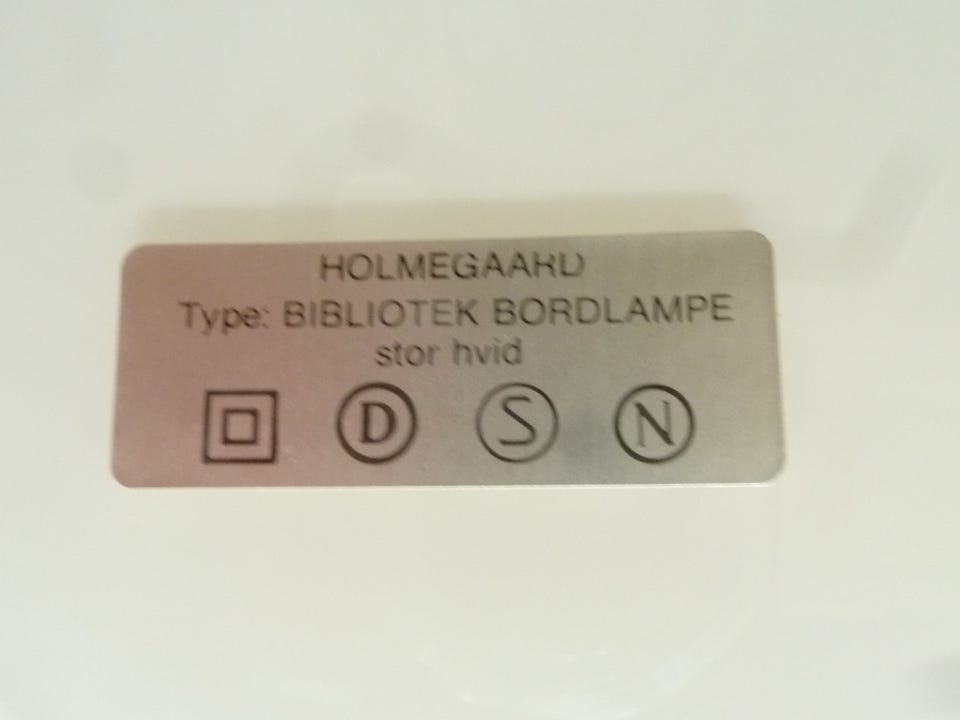 HOLMEGAARD
Type: BIBLIOTEK BORDLAMPE
stor hvid
D S N